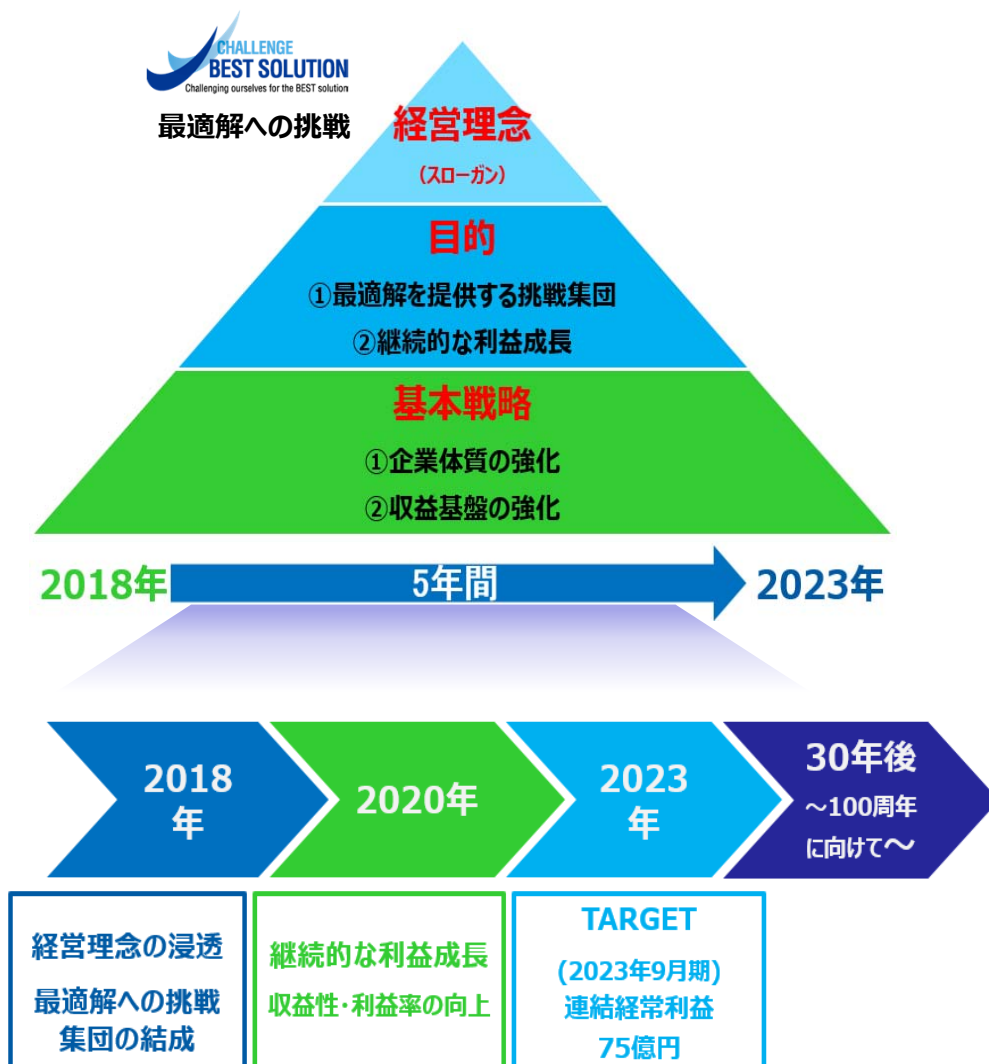 CHALLENGE
BEST SOLUTION
Challenging ourselves for the BEST solution
最適解への挑戦
経営理念
(スローガン)
目的
①最適解を提供する挑戦集団
②継続的な利益成長
基本戦略
①企業体質の強化
②収益基盤の強化
2018年
5年間
2023年
2018
年
2020年
2023
年
30年後
～100周年
に向けて～
経営理念の浸透
最適解への挑戦
集団の結成
継続的な利益成長
収益性・利益率の向上
TARGET
(2023年9月期)
連結経常利益
75億円